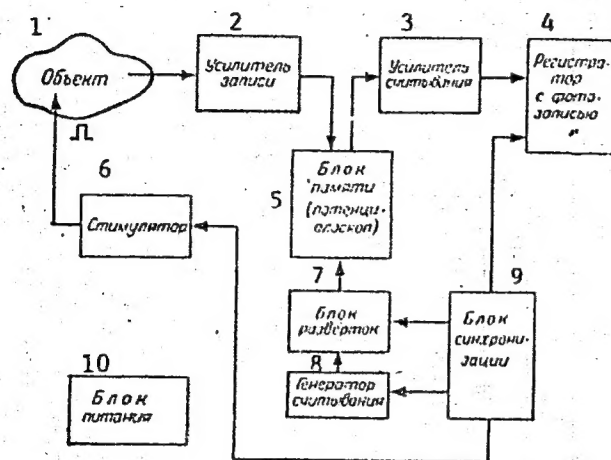 1
Объект
2
Усилитель
записи
3
Усилитель
считывания
4
Регистра-
тор
с фото-
записью
5
Блок
памяти
(потенци-
алоскоп)
6
Стимулятор
7
Блок
разверток
8
Генератор
считывания
9
Блок
синхрони-
зации
10
Блок
питания